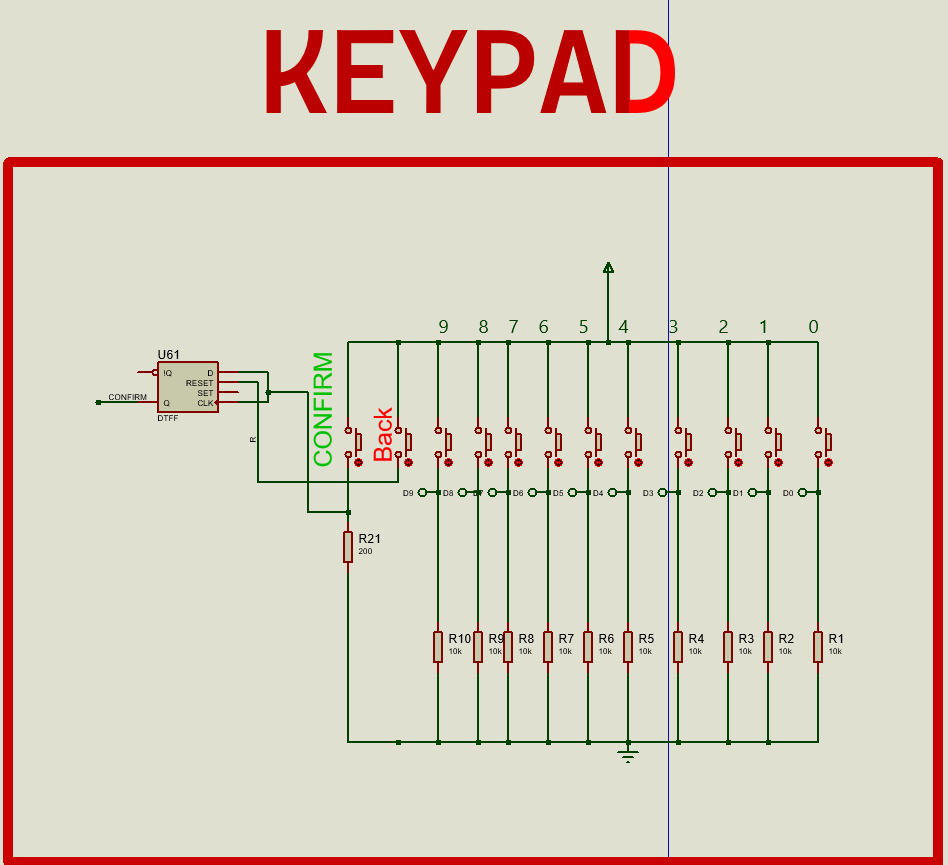 KEYPAD
9 8 7 6 5 4 3 2 1 0
U61
!Q D
RESET
SET
Q CLK
DTFF
CONFIRM
R
CONFIRM
Back
D9 D8 D7 D6 D5 D4 D3 D2 D1 D0
R21
200
R10 R9 R8 R7 R6 R5 R4 R3 R2 R1
10k 10k 10k 10k 10k 10k 10k 10k 10k 10k